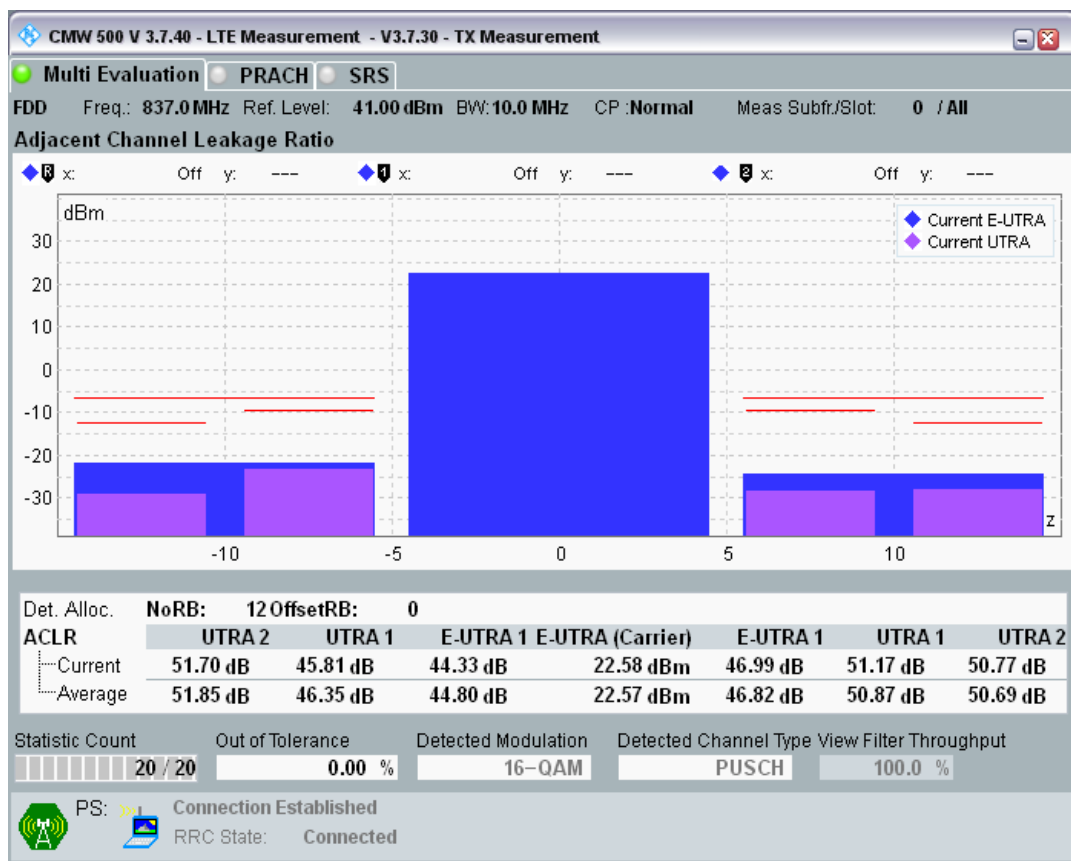 CMW 500 V 3.7.40 - LTE Measurement - V3.7.30 - TX Measurement
Multi Evaluation PRACH SRS
FDD Freq.: 837.0 MHz Ref. Level: 41.00 dBm BW: 10.0 MHz CP :Normal Meas Subfr./Slot: 0 / All
Adjacent Channel Leakage Ratio
R x: Off y: --- 1 x: Off y: --- 2 x: Off y: ---
dBm
Current E-UTRA
Current UTRA
30
20
10
0
-10
-20
-30
z
-10 -5 0 5 10
Det. Alloc. NoRB: 12 OffsetRB: 0
ACLR UTRA 2 UTRA 1 E-UTRA 1 E-UTRA (Carrier) E-UTRA 1 UTRA 1 UTRA 2
Current 51.70 dB 45.81 dB 44.33 dB 22.58 dBm 46.99 dB 51.17 dB 50.77 dB
Average 51.85 dB 46.35 dB 44.80 dB 22.57 dBm 46.82 dB 50.87 dB 50.69 dB
Statistic Count Out of Tolerance Detected Modulation Detected Channel Type View Filter Throughput
20 / 20 0.00 % 16-QAM PUSCH 100.0 %
PS: Connection Established
RRC State: Connected